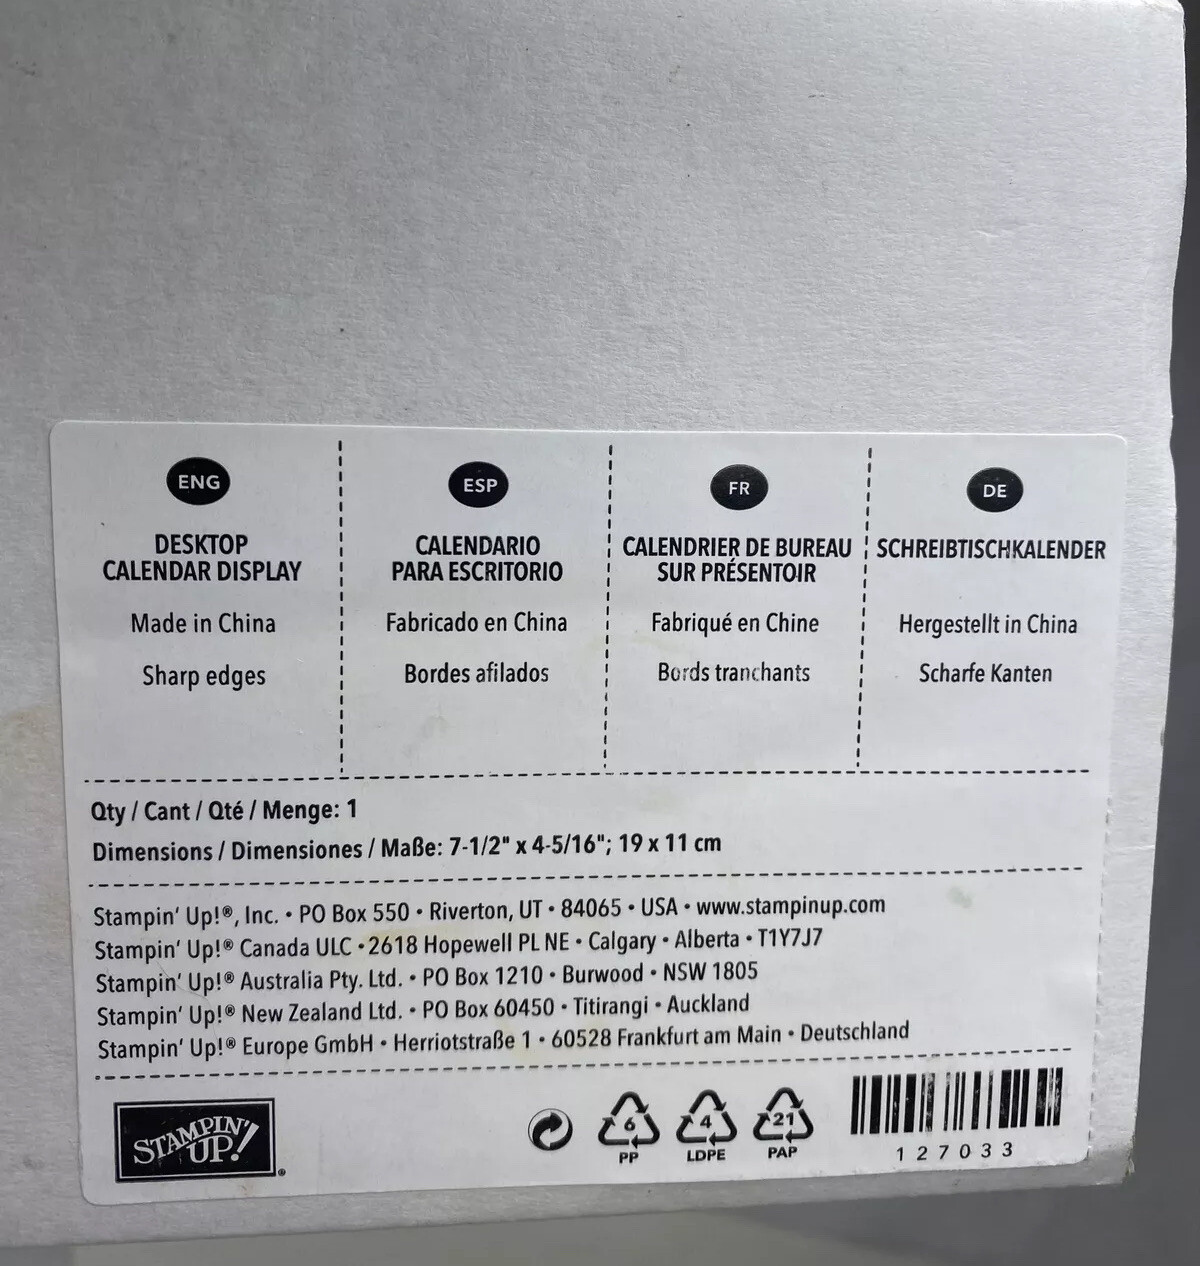 ENG
DESKTOP
CALENDAR DISPLAY
Made in China
Sharp edges
ESP
CALENDARIO
PARA ESCRITORIO
Fabricado en China
Bordes afilados
FR
CALENDRIER DE BUREAU
SUR PRÉSENTOIR
Fabriqué en Chine
Bords tranchants
DE
SCHREIBTISCHKALENDER
Hergestellt in China
Scharfe Kanten
Qty / Cant / Qté / Menge: 1
Dimensions / Dimensiones / Maße: 7-1/2" x 4-5/16"; 19 x 11 cm
Stampin' Up!®, Inc. • PO Box 550 • Riverton, UT • 84065 • USA • www.stampinup.com
Stampin' Up!® Canada ULC • 2618 Hopewell PL NE • Calgary • Alberta • T1Y7J7
Stampin' Up!® Australia Pty. Ltd. • PO Box 1210 • Burwood • NSW 1805
Stampin' Up!® New Zealand Ltd. • PO Box 60450 • Titirangi • Auckland
Stampin' Up!® Europe GmbH • Herriotstraße 1 • 60528 Frankfurt am Main • Deutschland
STAMPIN' UP!®
6
PP
4
LDPE
21
PAP
127033